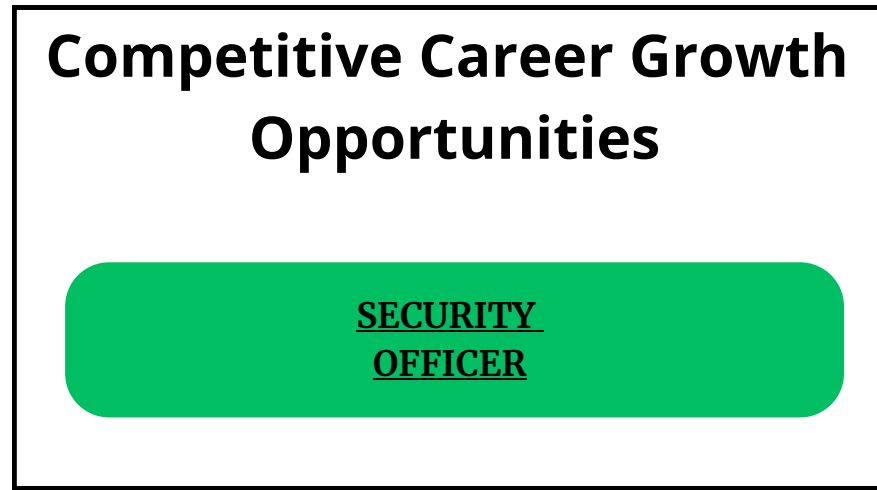 Competitive Career Growth
Opportunities
SECURITY
OFFICER